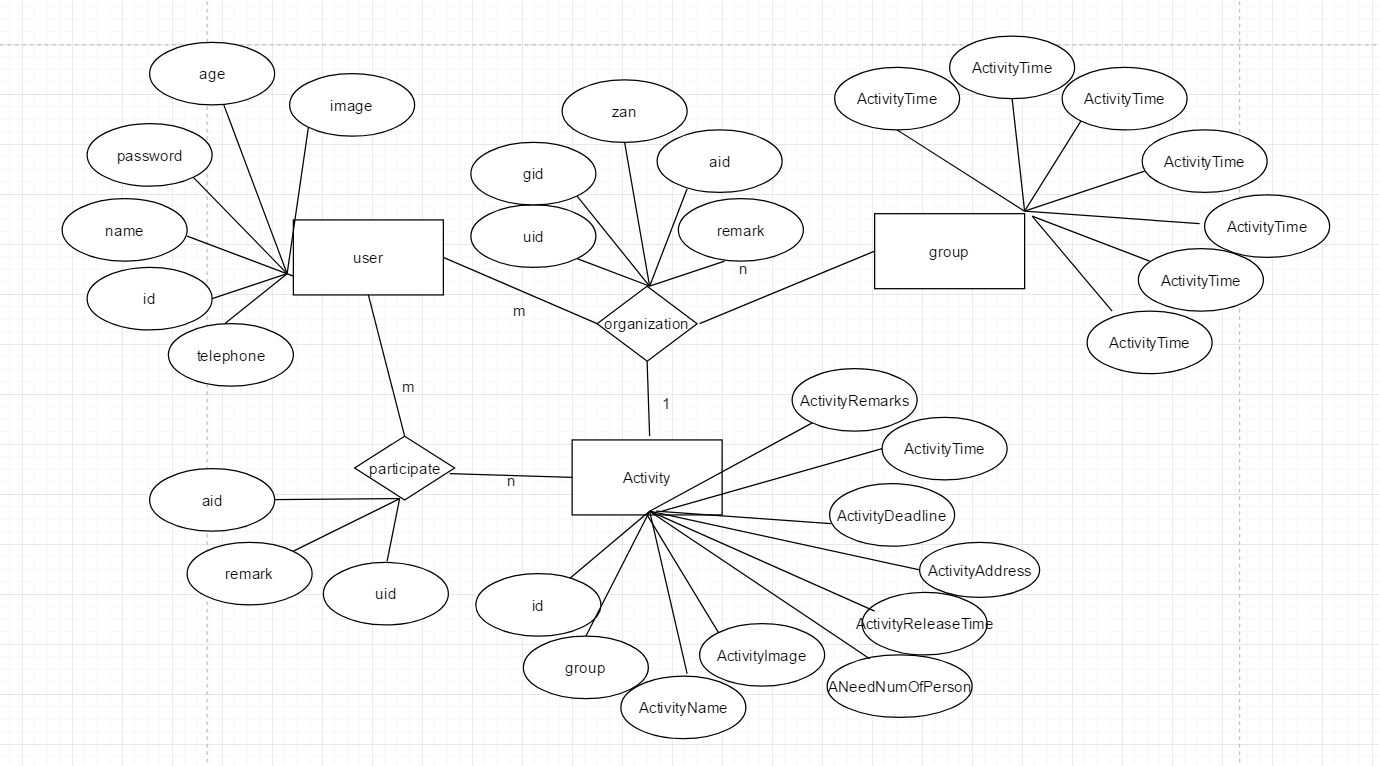 age
image
password
name
id
telephone
user
zan
gid
aid
uid
remark
n
m
organization
1
ActivityTime
ActivityTime
ActivityTime
ActivityTime
ActivityTime
ActivityTime
ActivityTime
group
m
participate
n
aid
remark
uid
Activity
ActivityRemarks
ActivityTime
ActivityDeadline
ActivityAddress
ActivityReleaseTime
ANeedNumOfPerson
ActivityImage
ActivityName
group
id